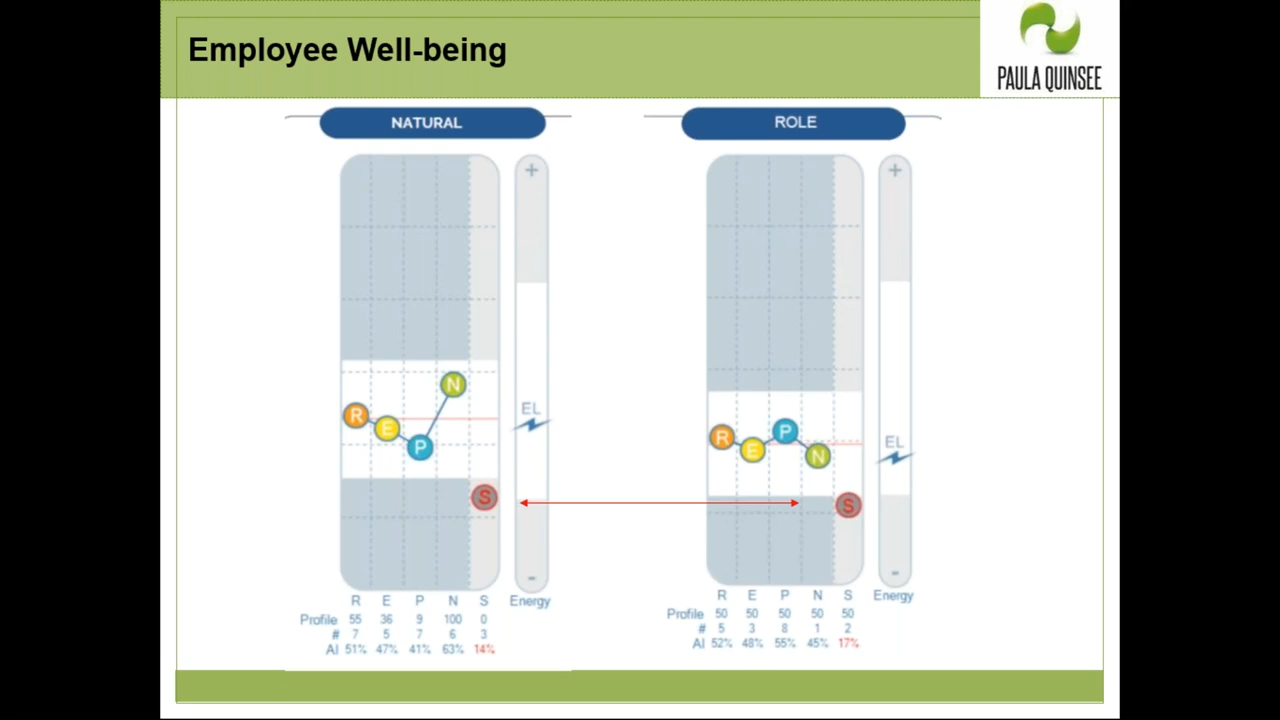 Employee Well-being
PAULA QUINSEE
NATURAL
+
N
R
E
P
S
EL
-
R E P N S Energy
Profile 55 36 9 100 0
# 7 5 7 6 3
AI 51% 47% 41% 63% 14%
ROLE
+
P
R
E
N
S
EL
-
R E P N S Energy
Profile 50 50 50 50 50
# 5 3 8 1 2
AI 52% 48% 55% 45% 17%